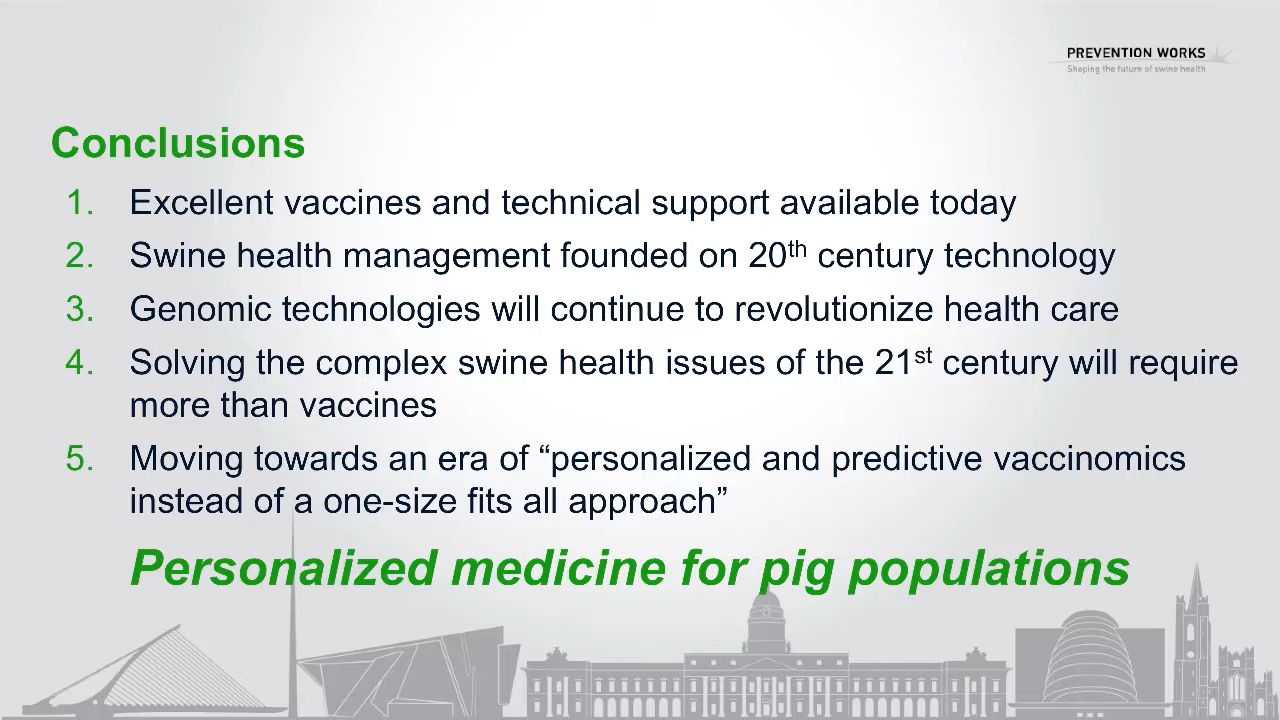 PREVENTION WORKS
Shaping the future of swine health
Conclusions
1. Excellent vaccines and technical support available today
2. Swine health management founded on 20th century technology
3. Genomic technologies will continue to revolutionize health care
4. Solving the complex swine health issues of the 21st century will require
more than vaccines
5. Moving towards an era of “personalized and predictive vaccinomics
instead of a one-size fits all approach”
Personalized medicine for pig populations